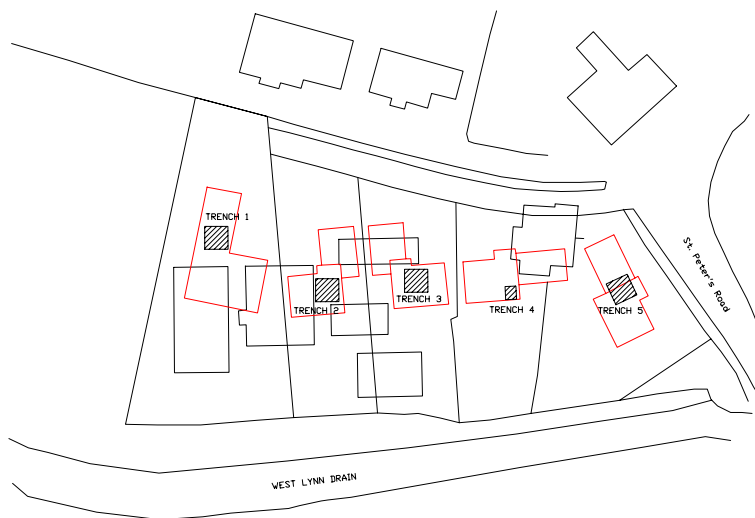 TRENCH 1
St. Peter's Road
TRENCH 2
TRENCH 3
TRENCH 4
TRENCH 5
WEST LYNN DRAIN